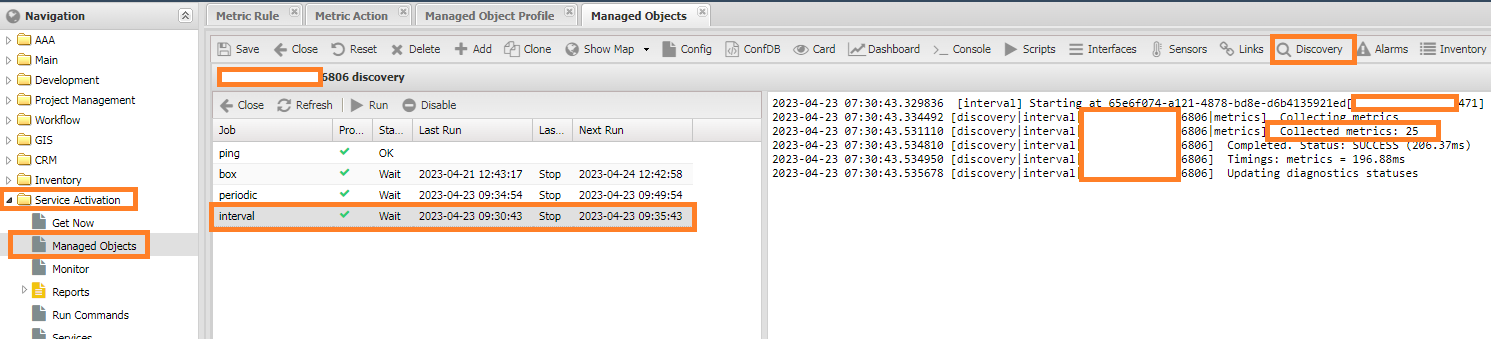 Navigation
AAA
Main
Development
Project Management
Workflow
GIS
CRM
Inventory
Service Activation
Get Now
Managed Objects
Monitor
Reports
Run Commands
Services
Metric Rule Metric Action Managed Object Profile Managed Objects
Save Close Reset Delete Add Clone Show Map Config ConfDB Card Dashboard >_ Console Scripts Interfaces Sensors Links Discovery Alarms Inventory
6806 discovery
Close Refresh Run Disable
Job Pro... Sta... Last Run Las... Next Run
ping OK
box Wait 2023-04-21 12:43:17 Stop 2023-04-24 12:42:58
periodic Wait 2023-04-23 09:34:54 Stop 2023-04-23 09:49:54
interval Wait 2023-04-23 09:30:43 Stop 2023-04-23 09:35:43
2023-04-23 07:30:43.329836 [interval] Starting at 65e6f074-a121-4878-bd8e-d6b4135921ed[ 471]
2023-04-23 07:30:43.334492 [discovery|interval| 6806|metrics] Collecting metrics
2023-04-23 07:30:43.531110 [discovery|interval| 6806|metrics] Collected metrics: 25
2023-04-23 07:30:43.534810 [discovery|interval| 6806] Completed. Status: SUCCESS (206.37ms)
2023-04-23 07:30:43.534950 [discovery|interval| 6806] Timings: metrics = 196.88ms
2023-04-23 07:30:43.535678 [discovery|interval| 6806] Updating diagnostics statuses